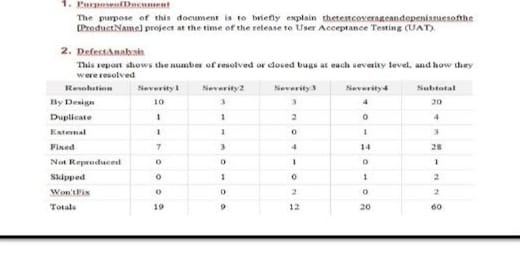 1. PurposeofDocument
The purpose of this document is to briefly explain thetestcoverageandopenissuesofthe
[ProductName] project at the time of the release to User Acceptance Testing (UAT).
2. DefectAnalysis
This report shows the number of resolved or closed bugs at each severity level, and how they
were resolved
Resolution Severity1 Severity2 Severity3 Severity4 Subtotal
By Design 10 3 3 4 20
Duplicate 1 1 2 0 4
External 1 1 0 1 3
Fixed 7 3 4 14 28
Not Reproduced 0 0 1 0 1
Skipped 0 1 0 1 2
Won'tFix 0 0 2 0 2
Totals 19 9 12 20 60